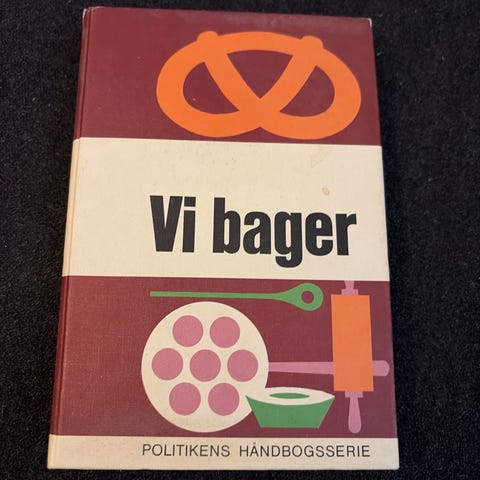 Vi bager
POLITIKENS HÅNDBOGSSERIE